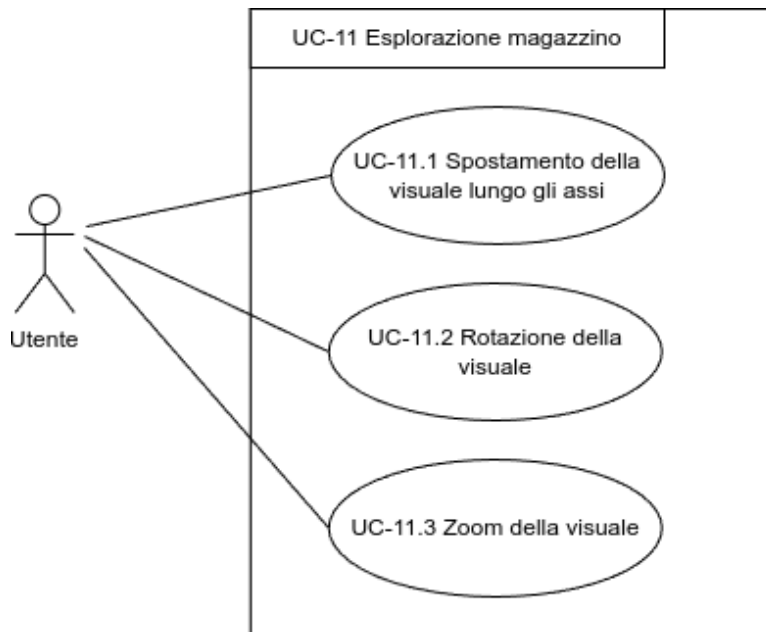 UC-11 Esplorazione magazzino
UC-11.1 Spostamento della
visuale lungo gli assi
Utente
UC-11.2 Rotazione della
visuale
UC-11.3 Zoom della visuale